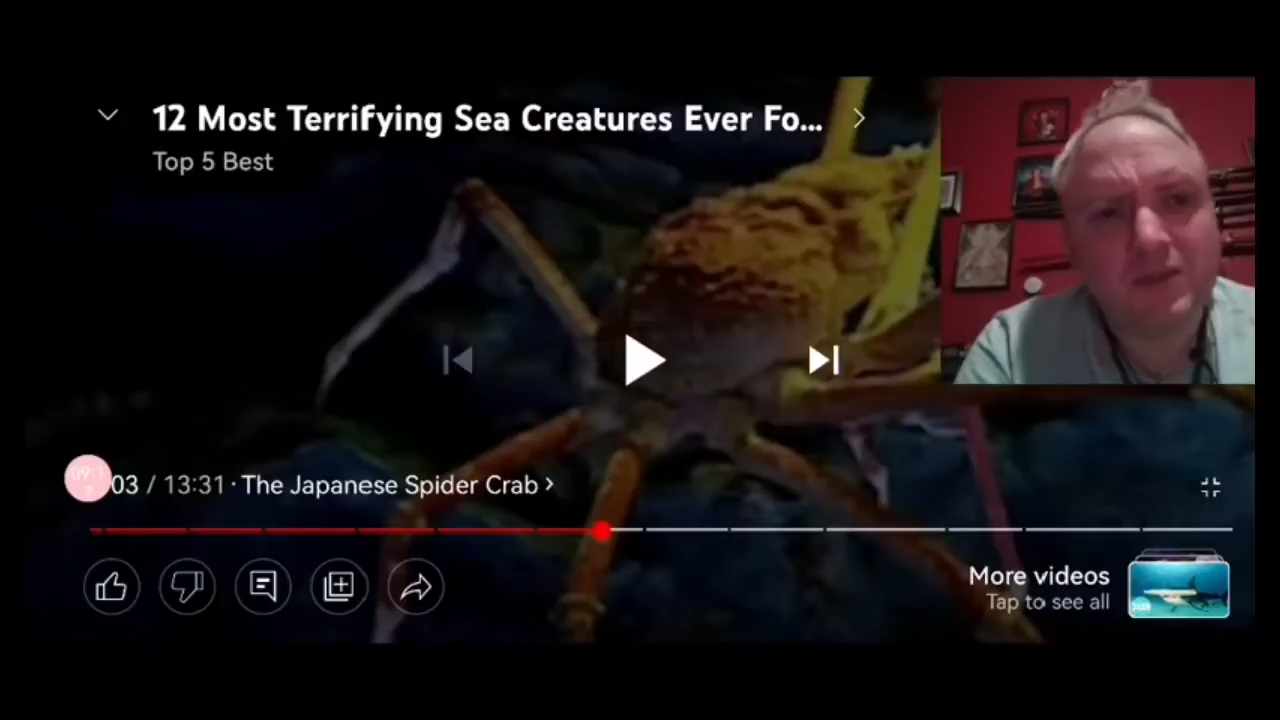 12 Most Terrifying Sea Creatures Ever Fo...
Top 5 Best
03 / 13:31 · The Japanese Spider Crab
More videos
Tap to see all